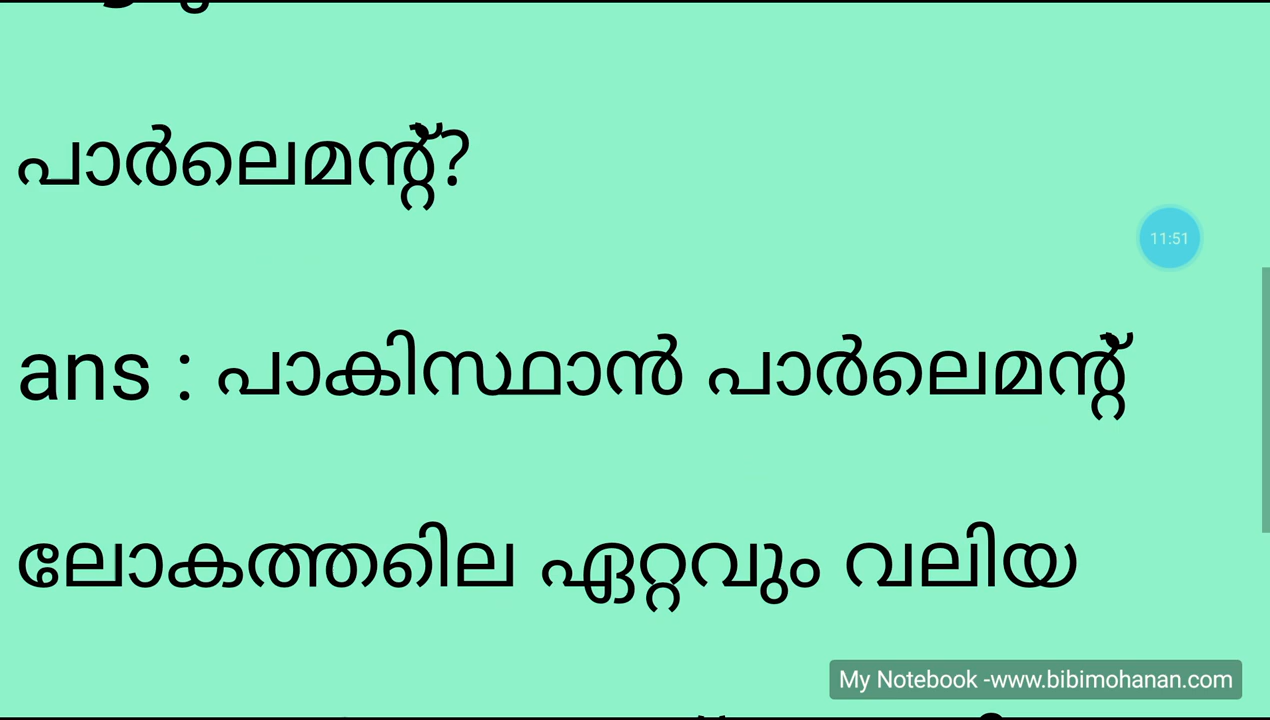 പാർലെമന്റ്?
11:51
ans : പാകിസ്ഥാൻ പാർലെമന്റ്
ലോകത്തെില ഏറ്റവും വലിയ
My Notebook -www.bibimohanan.com